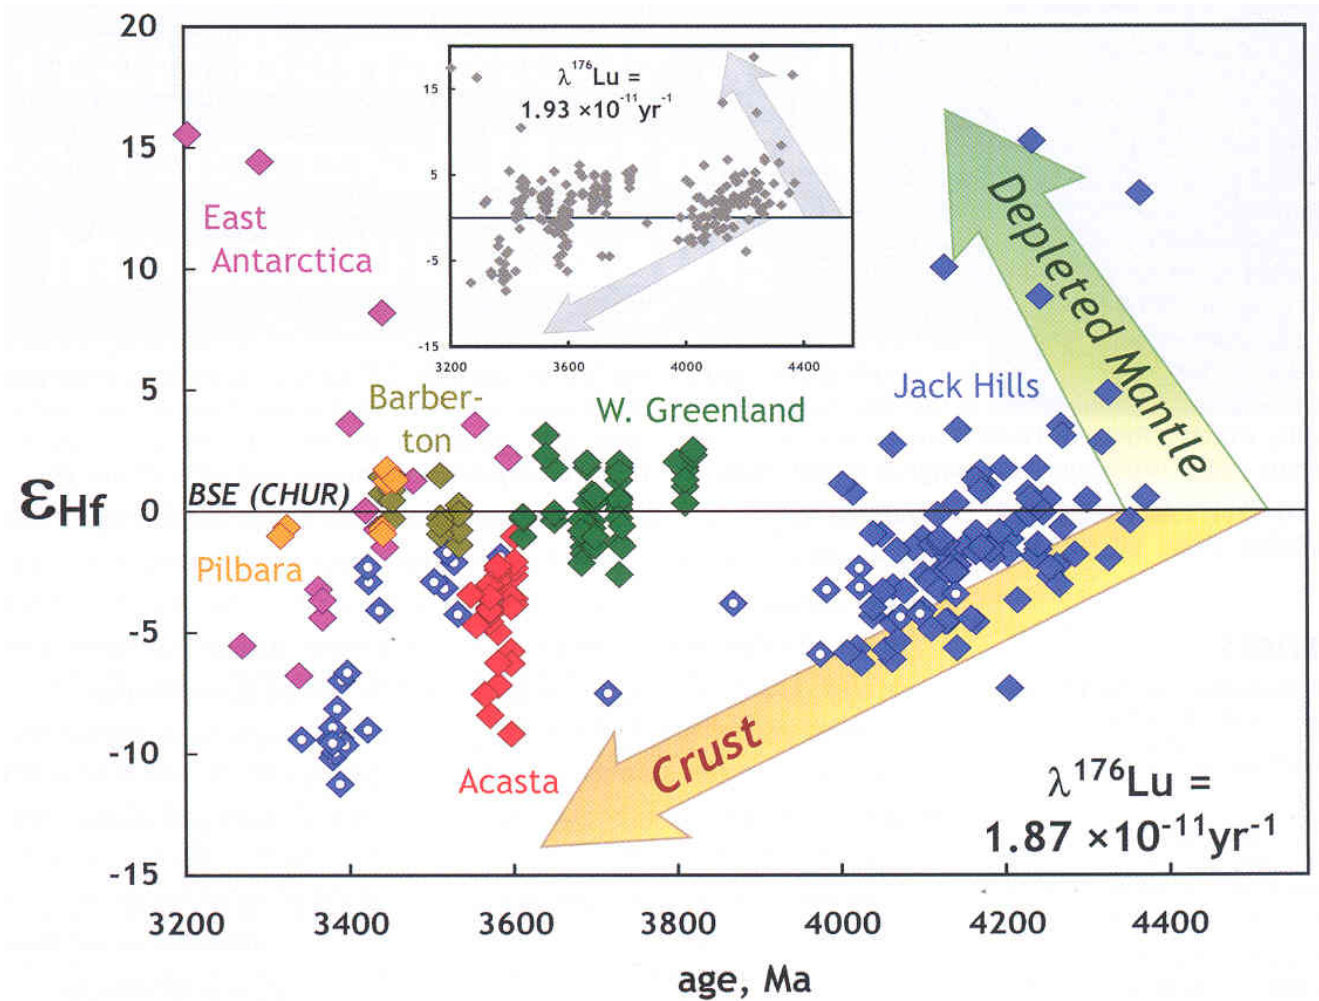 20
15
10
5
0
-5
-10
-15
εHf
3200
3400
3600
3800
4000
4200
4400
age, Ma
East
Antarctica
Barber-
ton
W. Greenland
Jack Hills
BSE (CHUR)
Pilbara
Acasta
Crust
Depleted Mantle
λ¹⁷⁶Lu =
1.87 ×10⁻¹¹yr⁻¹
λ¹⁷⁶Lu =
1.93 ×10⁻¹¹yr⁻¹
15
5
-5
-15
3200
3600
4000
4400